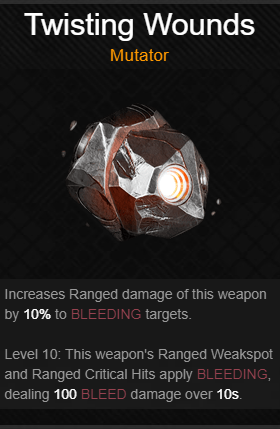 Twisting Wounds
Mutator
Increases Ranged damage of this weapon
by 10% to BLEEDING targets.
Level 10: This weapon's Ranged Weakspot
and Ranged Critical Hits apply BLEEDING,
dealing 100 BLEED damage over 10s.